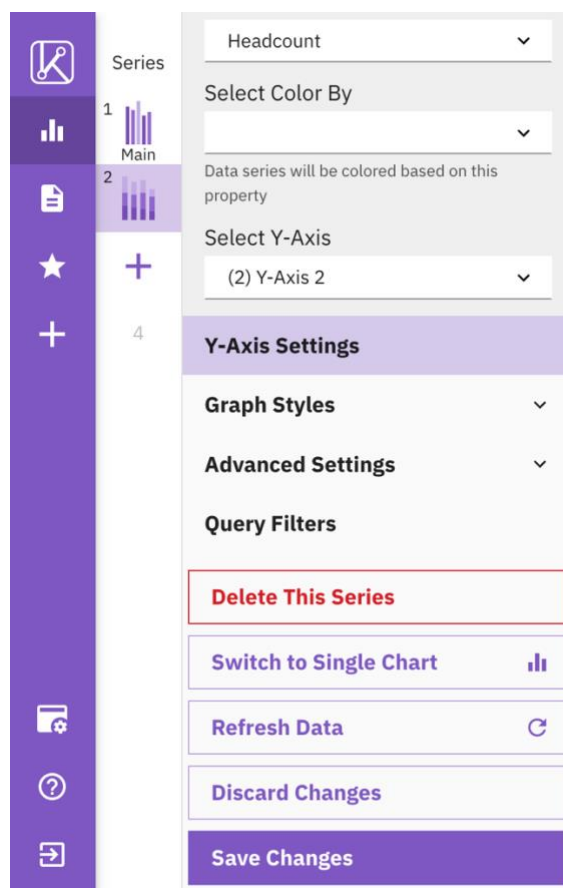 Series
1
Main
2
4
Headcount
Select Color By
Data series will be colored based on this
property
Select Y-Axis
(2) Y-Axis 2
Y-Axis Settings
Graph Styles
Advanced Settings
Query Filters
Delete This Series
Switch to Single Chart
Refresh Data
Discard Changes
Save Changes